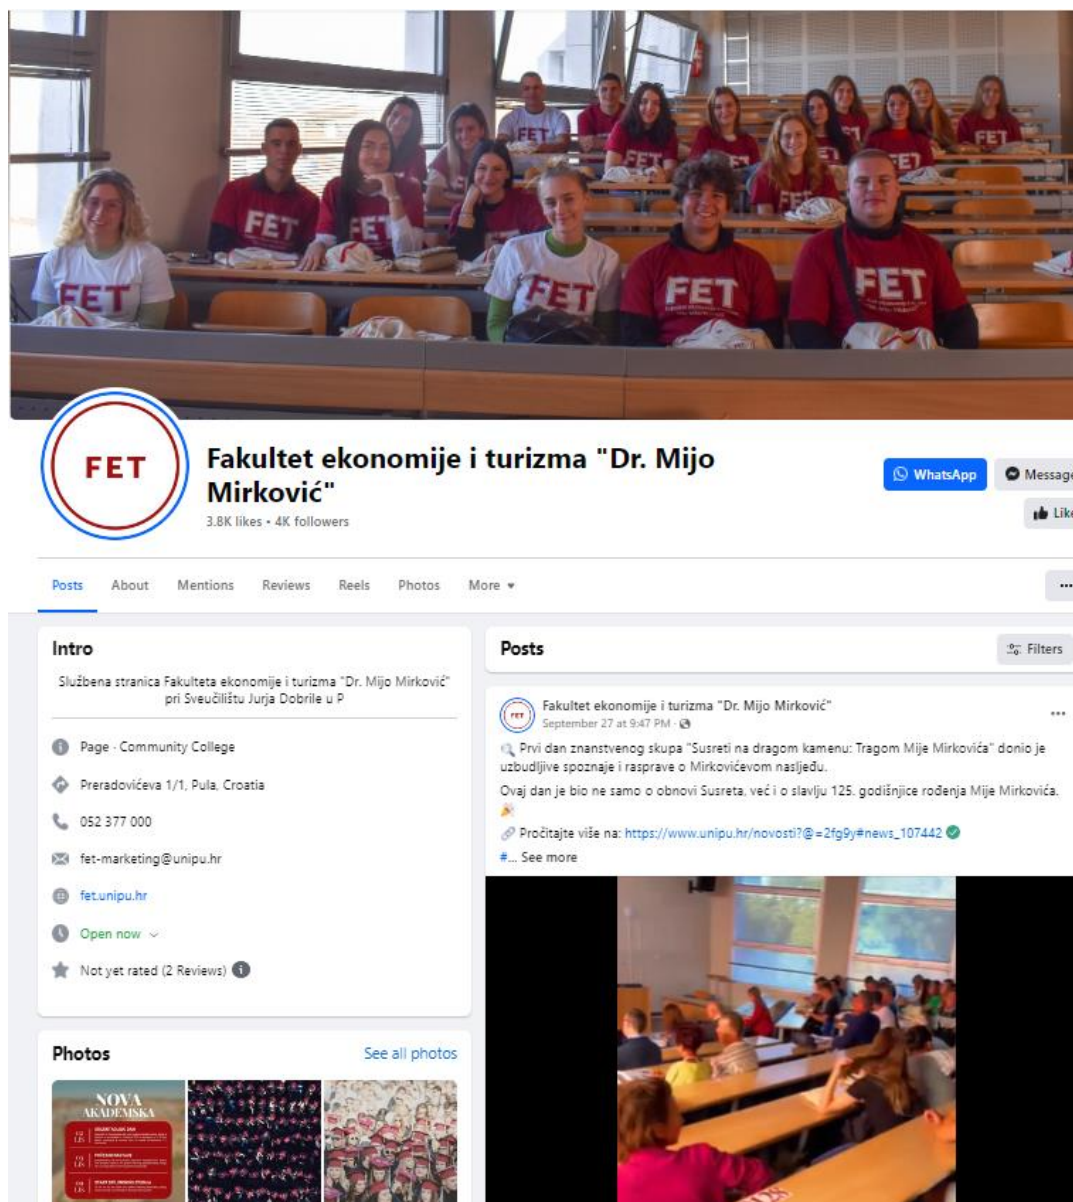 FET
FET
FET
FET
FET
FET
FET
FET
FET
FET
Fakultet ekonomije i turizma "Dr. Mijo
Mirković"
3.8K likes • 4K followers
WhatsApp
Message
Like
Posts
About
Mentions
Reviews
Reels
Photos
More
Intro
Službena stranica Fakulteta ekonomije i turizma "Dr. Mijo Mirković"
pri Sveučilištu Jurja Dobrile u P
Page · Community College
Preradovićeva 1/1, Pula, Croatia
052 377 000
fet-marketing@unipu.hr
fet.unipu.hr
Open now
Not yet rated (2 Reviews)
Photos
See all photos
NOVA
AKADEMSKA
Posts
Filters
FET
Fakultet ekonomije i turizma "Dr. Mijo Mirković"
September 27 at 9:47 PM ·
Prvi dan znanstvenog skupa "Susreti na dragom kamenu: Tragom Mije Mirkovića" donio je
uzbudljive spoznaje i rasprave o Mirkovićevom nasljeđu.
Ovaj dan je bio ne samo o obnovi Susreta, već i o slavlju 125. godišnjice rođenja Mije Mirkovića.
Pročitajte više na: https://www.unipu.hr/novosti?@=2fg9y#news_107442
#... See more